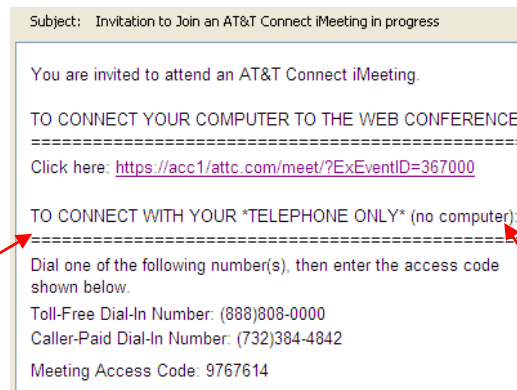 Subject: Invitation to Join an AT&T Connect iMeeting in progress
You are invited to attend an AT&T Connect iMeeting.
TO CONNECT YOUR COMPUTER TO THE WEB CONFERENCE
===============================================
Click here: https://acc1/attc.com/meet/?ExEventID=367000
TO CONNECT WITH YOUR *TELEPHONE ONLY* (no computer):
===============================================
Dial one of the following number(s), then enter the access code
shown below.
Toll-Free Dial-In Number: (888)808-0000
Caller-Paid Dial-In Number: (732)384-4842
Meeting Access Code: 9767614